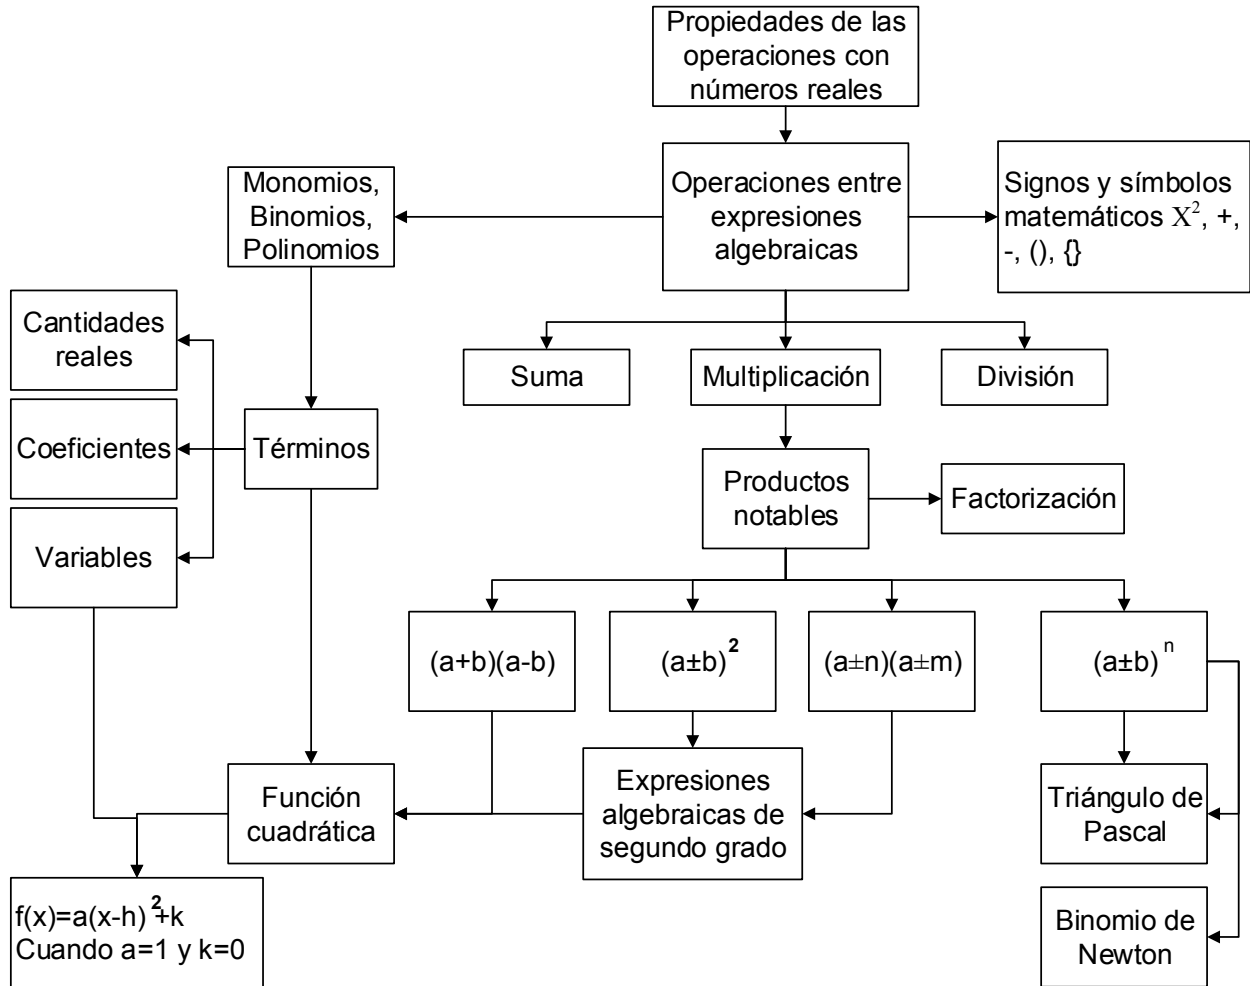 Propiedades de las
operaciones con
números reales
Monomios,
Binomios,
Polinomios
Operaciones entre
expresiones
algebraicas
Signos y símbolos
matemáticos X², +,
-, (), {}
Cantidades
reales
Suma
Multiplicación
División
Coeficientes
Términos
Productos
notables
Factorización
Variables
(a+b)(a-b)
(a±b)²
(a±n)(a±m)
(a±b)ⁿ
Función
cuadrática
Expresiones
algebraicas de
segundo grado
Triángulo de
Pascal
f(x)=a(x-h)²+k
Cuando a=1 y k=0
Binomio de
Newton